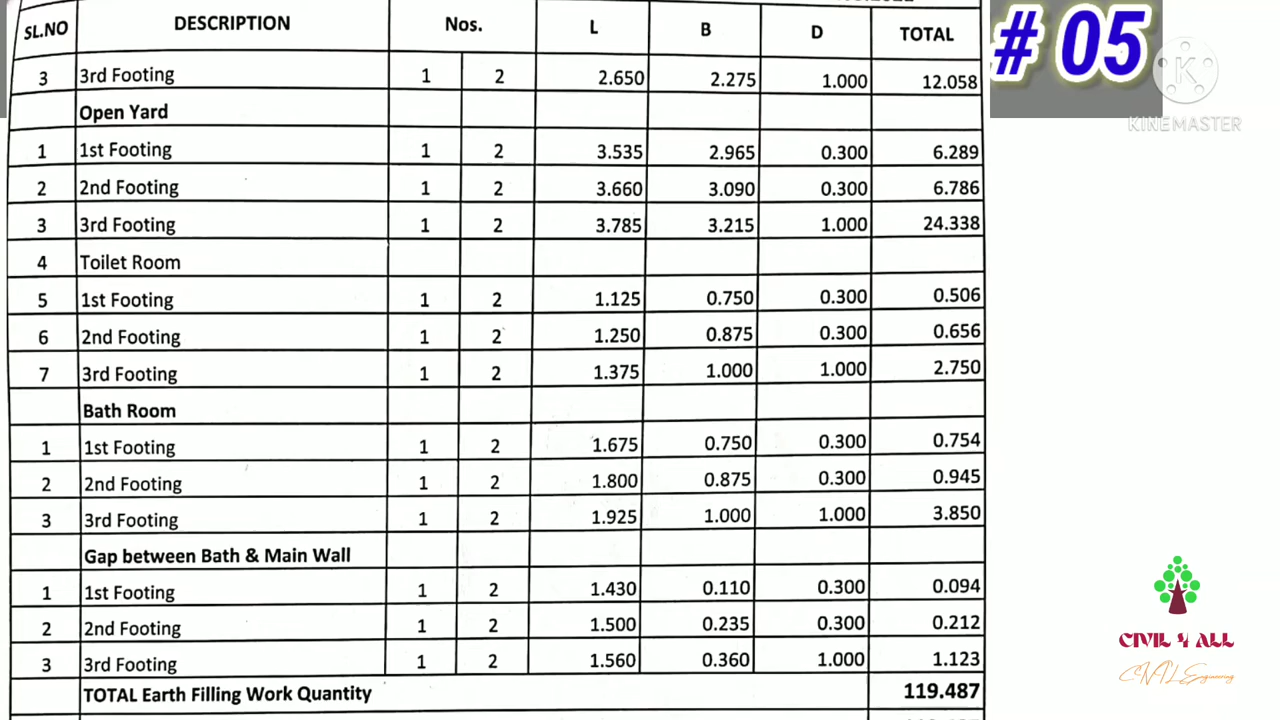 SL.NO DESCRIPTION Nos. L B D TOTAL
3 3rd Footing 1 2 2.650 2.275 1.000 12.058
Open Yard
1 1st Footing 1 2 3.535 2.965 0.300 6.289
2 2nd Footing 1 2 3.660 3.090 0.300 6.786
3 3rd Footing 1 2 3.785 3.215 1.000 24.338
4 Toilet Room
5 1st Footing 1 2 1.125 0.750 0.300 0.506
6 2nd Footing 1 2 1.250 0.875 0.300 0.656
7 3rd Footing 1 2 1.375 1.000 1.000 2.750
Bath Room
1 1st Footing 1 2 1.675 0.750 0.300 0.754
2 2nd Footing 1 2 1.800 0.875 0.300 0.945
3 3rd Footing 1 2 1.925 1.000 1.000 3.850
Gap between Bath & Main Wall
1 1st Footing 1 2 1.430 0.110 0.300 0.094
2 2nd Footing 1 2 1.500 0.235 0.300 0.212
3 3rd Footing 1 2 1.560 0.360 1.000 1.123
TOTAL Earth Filling Work Quantity 119.487
# 05
K
KINEMASTER
CIVIL 4 ALL
CIVIL Engineering